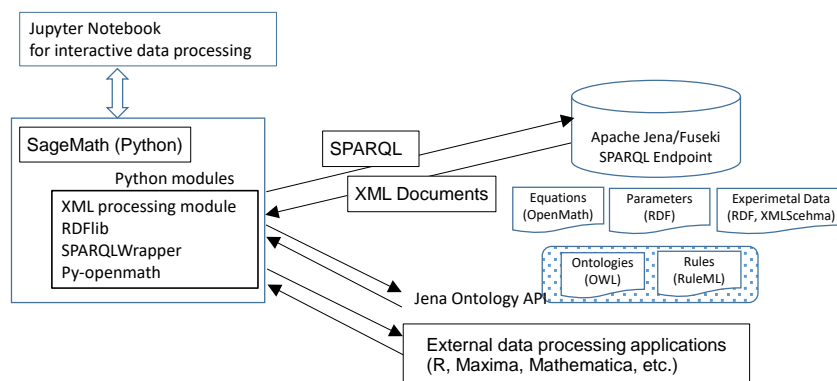 Jupyter Notebook
for interactive data processing
SageMath (Python)
Python modules
XML processing module
RDFlib
SPARQLWrapper
Py-openmath
SPARQL
XML Documents
Apache Jena/Fuseki
SPARQL Endpoint
Equations
(OpenMath)
Parameters
(RDF)
Experimetal Data
(RDF, XMLScehma)
Ontologies
(OWL)
Rules
(RuleML)
Jena Ontology API
External data processing applications
(R, Maxima, Mathematica, etc.)